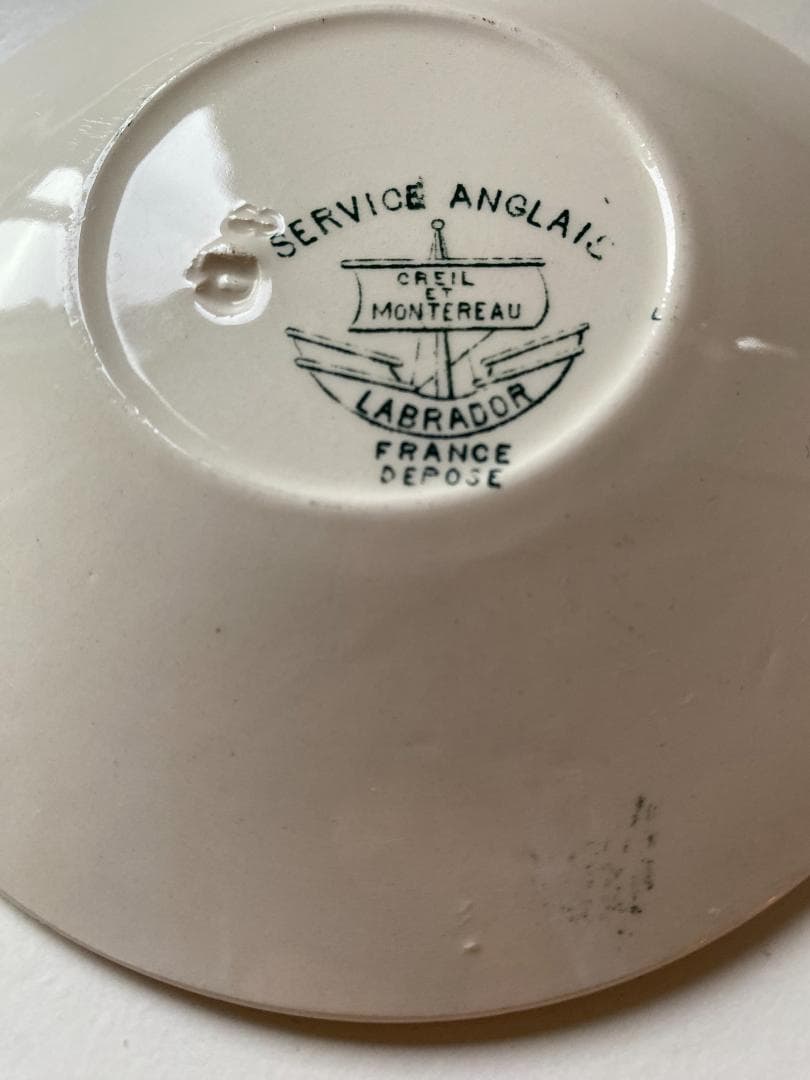 SERVICE ANGLAIS
CREIL
ET
MONTEREAU
LABRADOR
FRANCE
DEPOSE